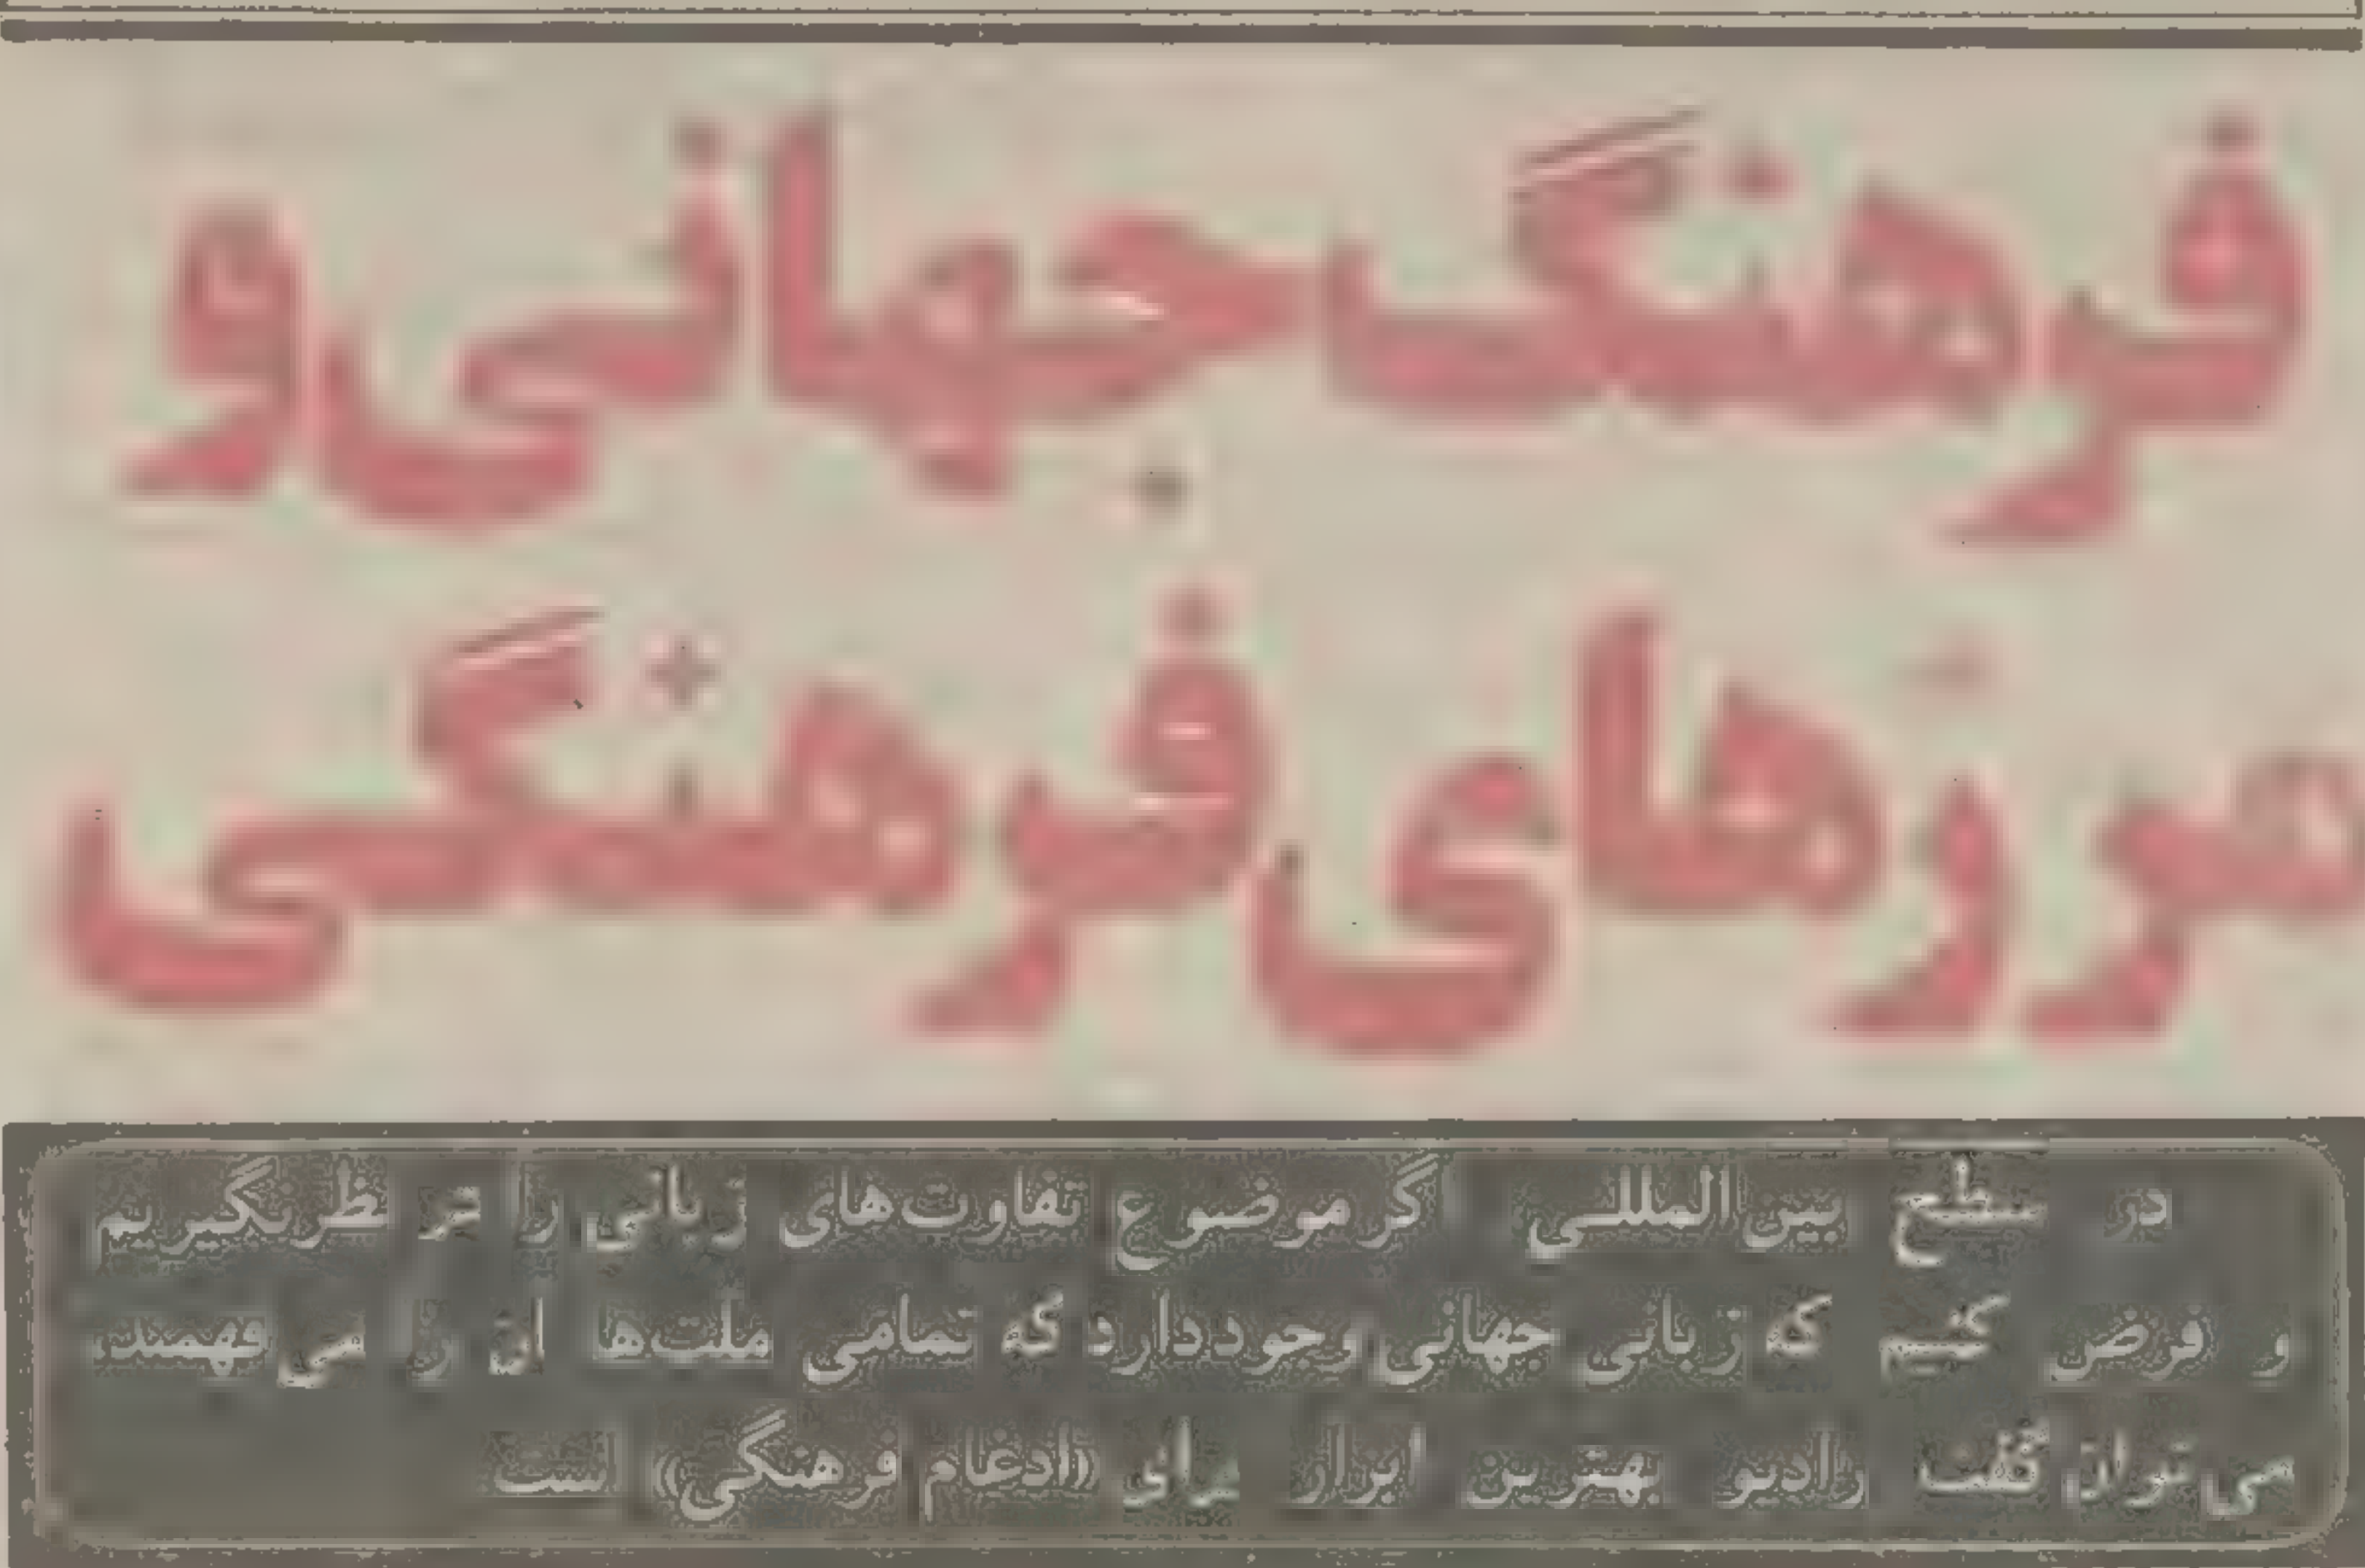 فرهنگ جهانی و
مرزهای فرهنگی
در سطح بین‌المللی اگر موضوع تفاوت‌های زبانی را در نظر نگیریم
و فرض کنیم که زبانی جهانی وجود دارد که تمامی ملت‌ها آن را می‌فهمند،
می‌توان گفت رادیو بهترین ابزار برای «ادغام فرهنگی» است